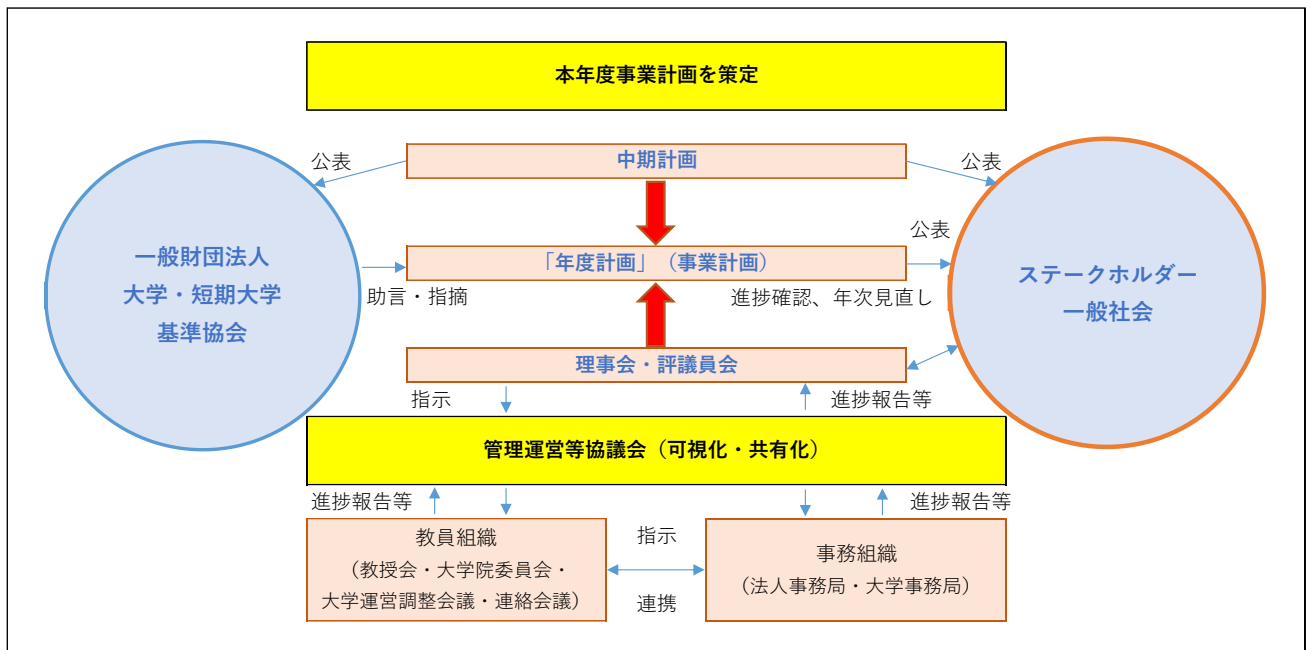 本年度事業計画を策定
公表
中期計画
公表
一般財団法人
大学・短期大学
基準協会
「年度計画」（事業計画）
公表
助言・指摘
進捗確認、年次見直し
ステークホルダー
一般社会
理事会・評議員会
指示
進捗報告等
管理運営等協議会（可視化・共有化）
進捗報告等
進捗報告等
教員組織
（教授会・大学院委員会・
大学運営調整会議・連絡会議）
指示
連携
事務組織
（法人事務局・大学事務局）